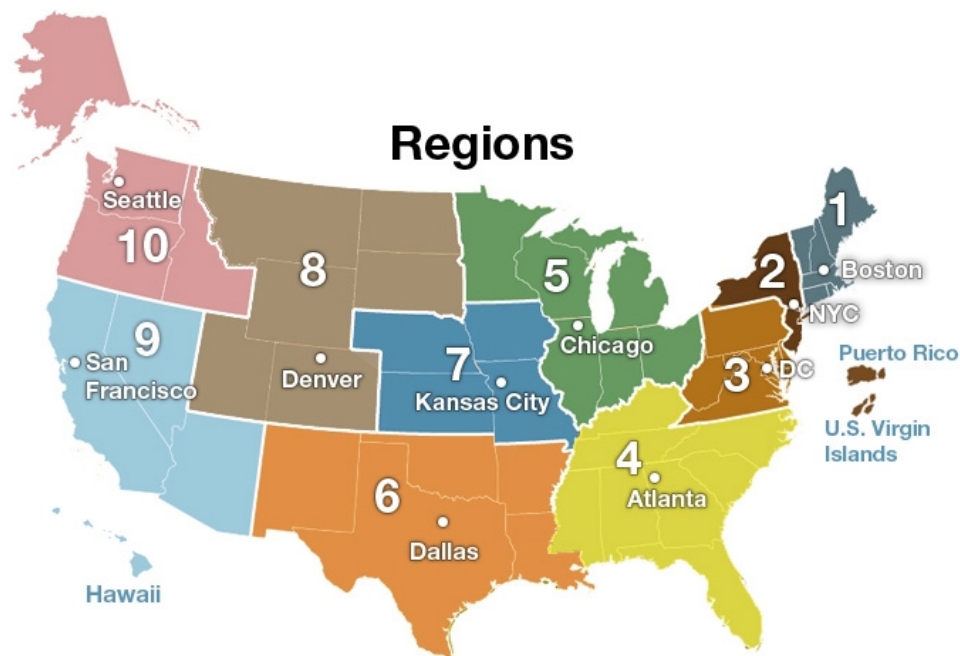 Regions
Seattle
10
8
5
1
2
Boston
NYC
9
San
Francisco
Denver
7
Kansas City
Chicago
3
DC
Puerto Rico
U.S. Virgin
Islands
4
Atlanta
6
Dallas
Hawaii